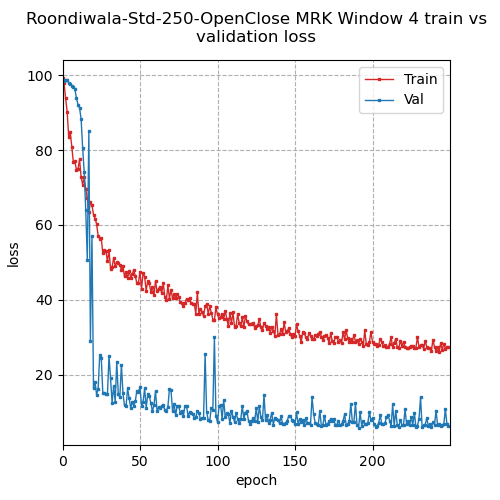 Roondiwala-Std-250-OpenClose MRK Window 4 train vs
validation loss
Train
Val
100
80
60
40
20
loss
0
50
100
150
200
epoch